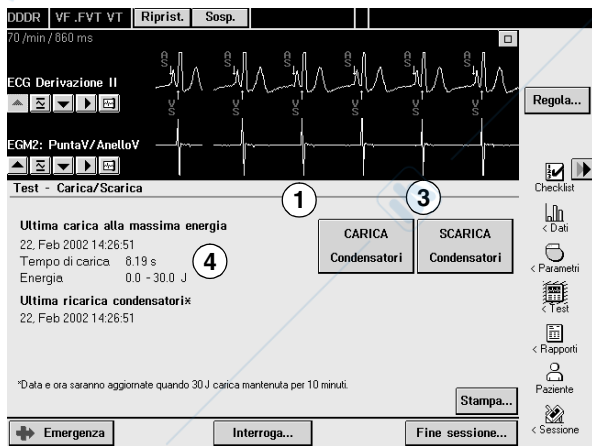 DDDR VF .FVT VT Riprist. Sosp.
70 /min / 860 ms
A S A S A S A S A S A S
ECG Derivazione II
V S V S V S V S V S V S
Regola...
EGM2: PuntaV/AnelloV
Test - Carica/Scarica
Checklist
1 3
Ultima carica alla massima energia
CARICA Condensatori
SCARICA Condensatori
< Dati
22, Feb 2002 14:26:51
Tempo di carica 8.19 s
4
Energia 0.0 - 30.0 J
< Parametri
Ultima ricarica condensatori*
22, Feb 2002 14:26:51
< Test
< Rapporti
*Data e ora saranno aggiornate quando 30 J carica mantenuta per 10 minuti.
Paziente
Stampa...
Emergenza Interroga... Fine sessione...
< Sessione